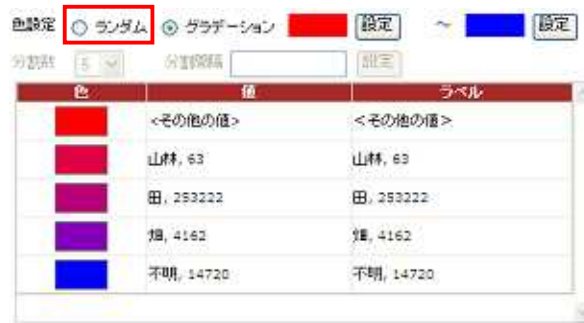 色設定 ランダム グラデーション 設定 ～ 設定
分割数 5 分割間隔 設定
色 値 ラベル
<その他の値> <その他の値>
山林, 63 山林, 63
田, 253222 田, 253222
畑, 4162 畑, 4162
不明, 14720 不明, 14720